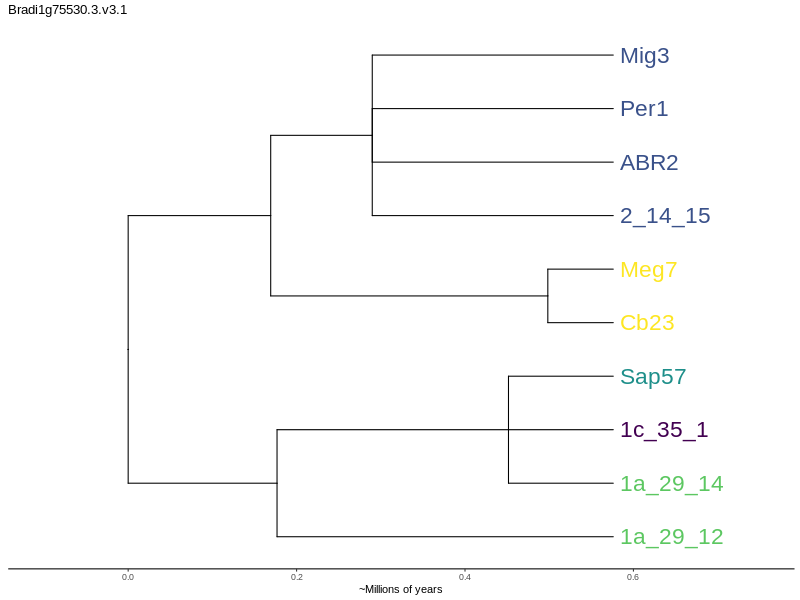 Bradi1g75530.3.v3.1
Mig3
Per1
ABR2
2_14_15
Meg7
Cb23
Sap57
1c_35_1
1a_29_14
1a_29_12
0.0 0.2 0.4 0.6
~Millions of years